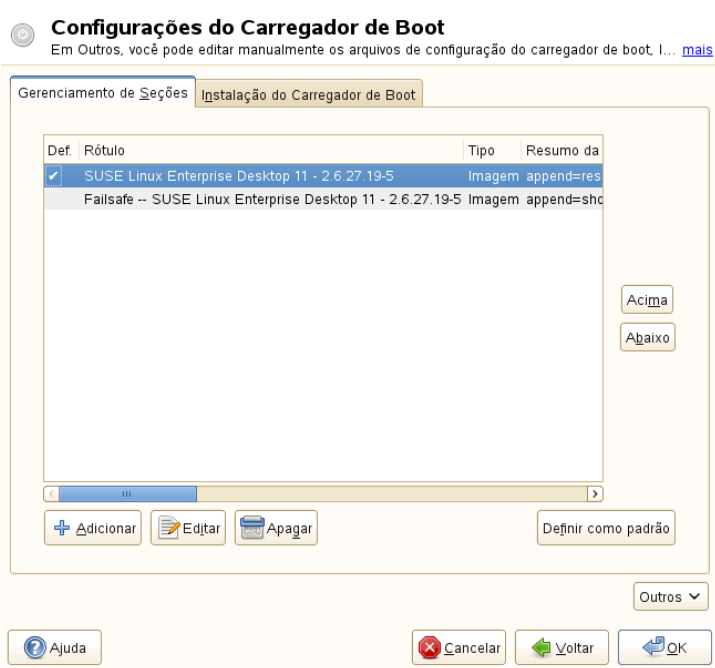 Configurações do Carregador de Boot
Em Outros, você pode editar manualmente os arquivos de configuração do carregador de boot, l... mais
Gerenciamento de Seções
Instalação do Carregador de Boot
Def. Rótulo Tipo Resumo da
SUSE Linux Enterprise Desktop 11 - 2.6.27.19-5 Imagem append=res
Failsafe -- SUSE Linux Enterprise Desktop 11 - 2.6.27.19-5 Imagem append=sho
Acima
Abaixo
Adicionar Editar Apagar Definir como padrão
Outros
Ajuda Cancelar Voltar OK